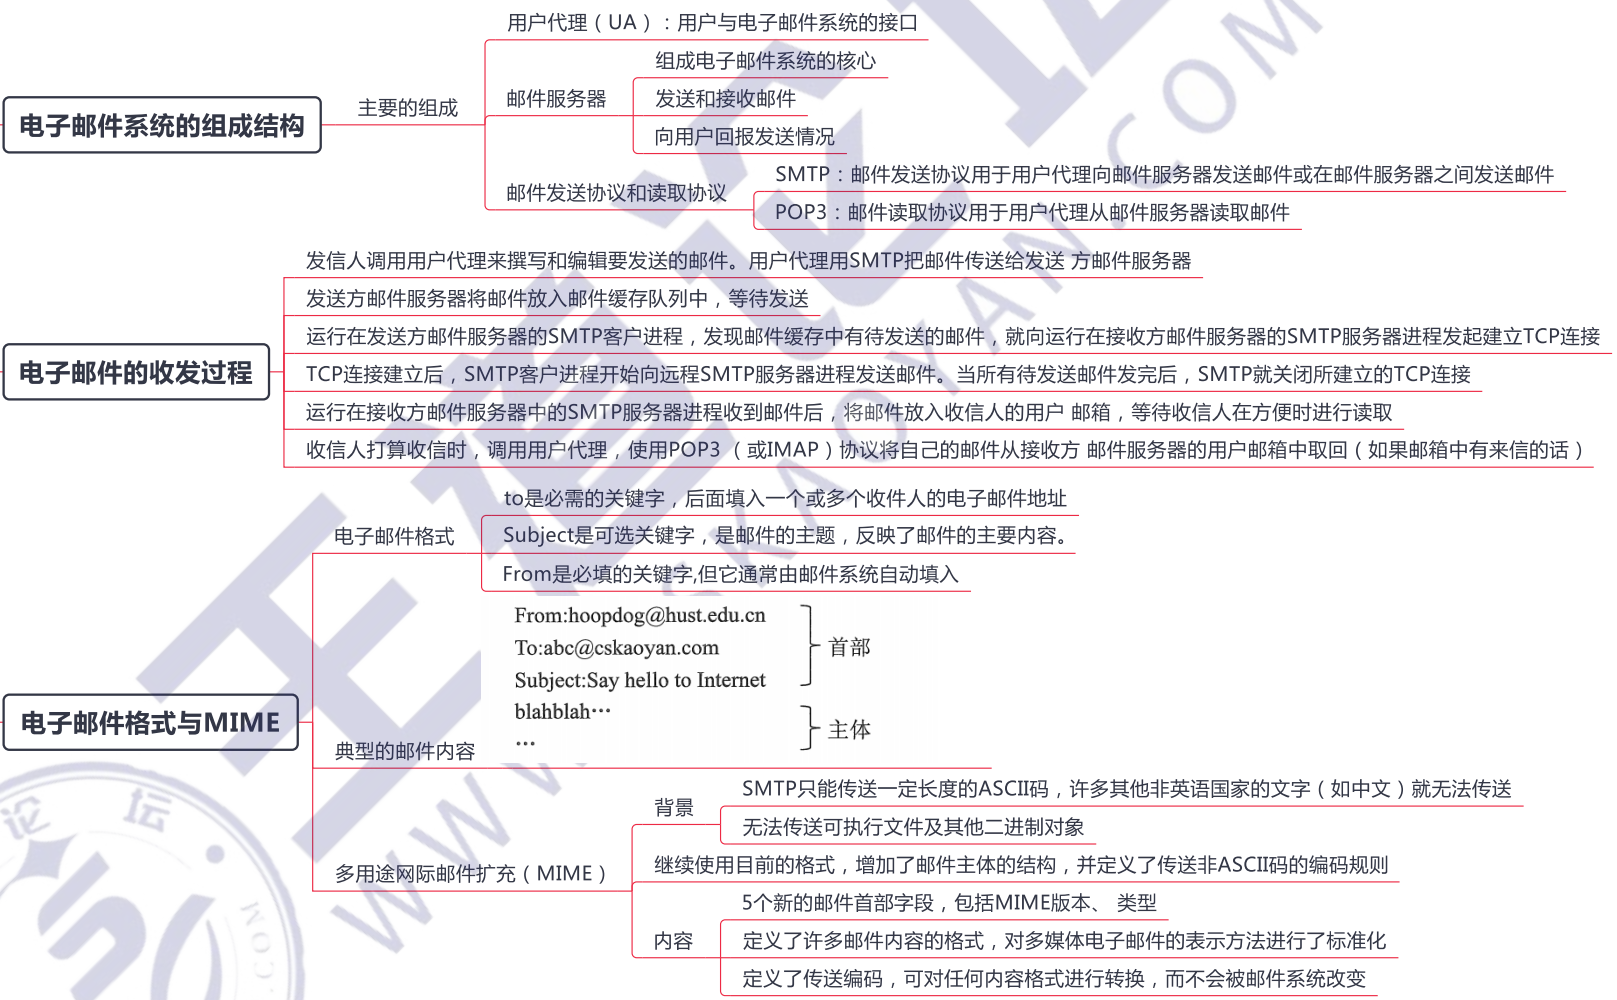 用户代理（UA）：用户与电子邮件系统的接口
组成电子邮件系统的核心
邮件服务器
发送和接收邮件
主要的组成
电子邮件系统的组成结构
向用户回报发送情况
SMTP：邮件发送协议用于用户代理向邮件服务器发送邮件或在邮件服务器之间发送邮件
邮件发送协议和读取协议
POP3：邮件读取协议用于用户代理从邮件服务器读取邮件
发信人调用用户代理来撰写和编辑要发送的邮件。用户代理用SMTP把邮件传送给发送 方邮件服务器
发送方邮件服务器将邮件放入邮件缓存队列中，等待发送
运行在发送方邮件服务器的SMTP客户进程，发现邮件缓存中有待发送的邮件，就向运行在接收方邮件服务器的SMTP服务器进程发起建立TCP连接
电子邮件的收发过程
TCP连接建立后，SMTP客户进程开始向远程SMTP服务器进程发送邮件。当所有待发送邮件发完后，SMTP就关闭所建立的TCP连接
运行在接收方邮件服务器中的SMTP服务器进程收到邮件后，将邮件放入收信人的用户 邮箱，等待收信人在方便时进行读取
收信人打算收信时，调用用户代理，使用POP3 （或IMAP）协议将自己的邮件从接收方 邮件服务器的用户邮箱中取回（如果邮箱中有来信的话）
to是必需的关键字，后面填入一个或多个收件人的电子邮件地址
电子邮件格式
Subject是可选关键字，是邮件的主题，反映了邮件的主要内容。
From是必填的关键字,但它通常由邮件系统自动填入
From:hoopdog@hust.edu.cn
To:abc@cskaoyan.com
首部
Subject:Say hello to Internet
blahblah…
主体
…
电子邮件格式与MIME
典型的邮件内容
SMTP只能传送一定长度的ASCII码，许多其他非英语国家的文字（如中文）就无法传送
背景
无法传送可执行文件及其他二进制对象
多用途网际邮件扩充（MIME）
继续使用目前的格式，增加了邮件主体的结构，并定义了传送非ASCII码的编码规则
5个新的邮件首部字段，包括MIME版本、 类型
内容
定义了许多邮件内容的格式，对多媒体电子邮件的表示方法进行了标准化
定义了传送编码，可对任何内容格式进行转换，而不会被邮件系统改变
王道论坛
WWW.CSKAOYAN.COM
论坛
COM